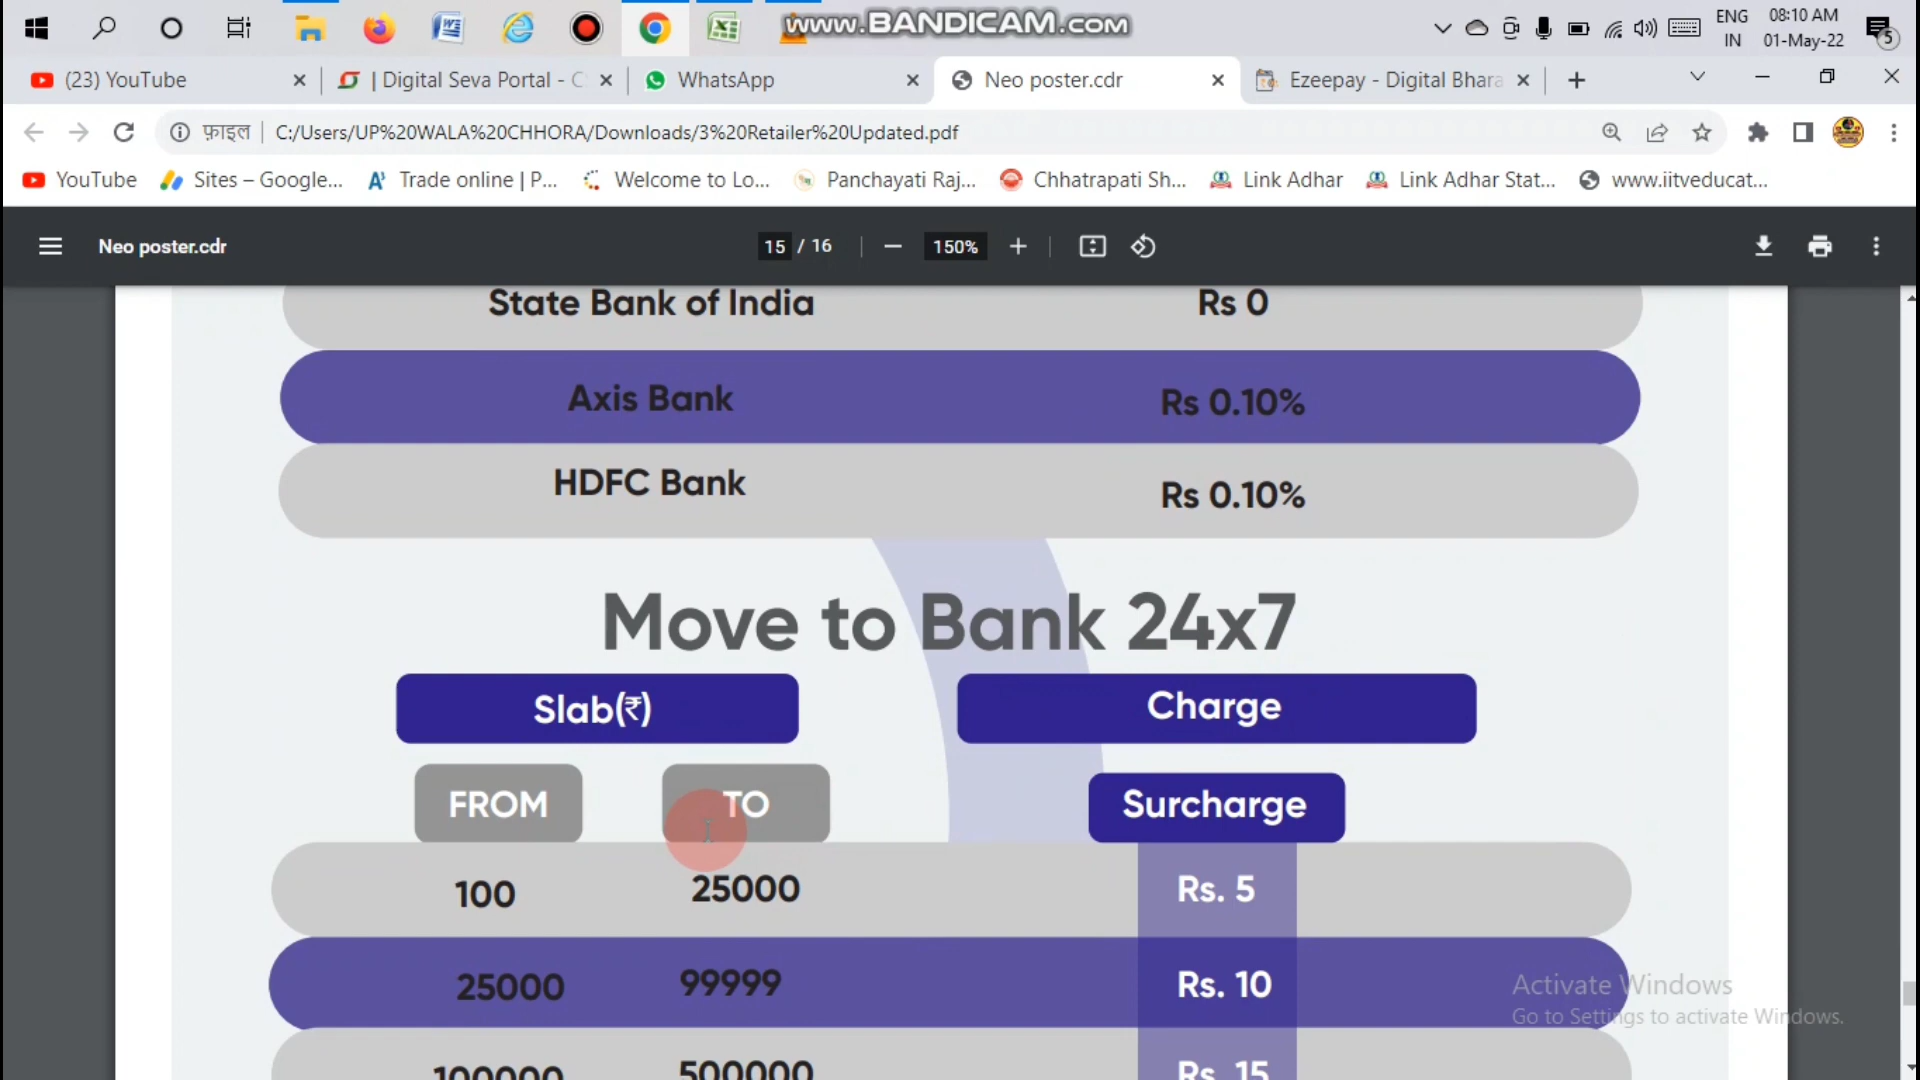 www.BANDICAM.com
ENG
IN
08:10 AM
01-May-22
5
(23) YouTube
| Digital Seva Portal - C
WhatsApp
Neo poster.cdr
Ezeepay - Digital Bhara
फ़ाइल
C:/Users/UP%20WALA%20CHHORA/Downloads/3%20Retailer%20Updated.pdf
YouTube
Sites – Google...
Trade online | P...
Welcome to Lo...
Panchayati Raj...
Chhatrapati Sh...
Link Adhar
Link Adhar Stat...
www.iitveducat...
Neo poster.cdr
15 / 16
150%
State Bank of India Rs 0
Axis Bank Rs 0.10%
HDFC Bank Rs 0.10%
Move to Bank 24x7
Slab(₹) Charge
FROM TO Surcharge
100 25000 Rs. 5
25000 99999 Rs. 10
100000 500000 Rs. 15
Activate Windows
Go to Settings to activate Windows.